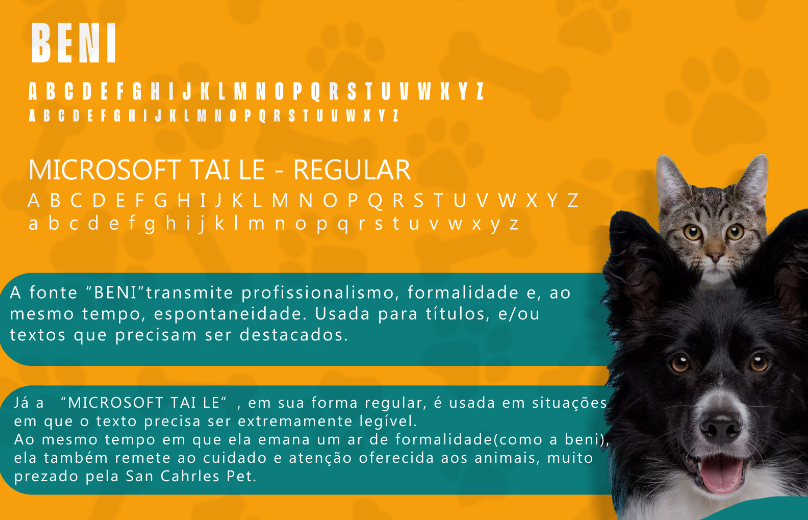 BENI
A B C D E F G H I J K L M N O P Q R S T U V W X Y Z
A B C D E F G H I J K L M N O P Q R S T U V W X Y Z
MICROSOFT TAI LE - REGULAR
A B C D E F G H I J K L M N O P Q R S T U V W X Y Z
a b c d e f g h i j k l m n o p q r s t u v w x y z
A fonte “BENI”transmite profissionalismo, formalidade e, ao
mesmo tempo, espontaneidade. Usada para títulos, e/ou
textos que precisam ser destacados.
Já a “MICROSOFT TAI LE” , em sua forma regular, é usada em situações
em que o texto precisa ser extremamente legível.
Ao mesmo tempo em que ela emana um ar de formalidade(como a beni),
ela também remete ao cuidado e atenção oferecida aos animais, muito
prezado pela San Cahrles Pet.